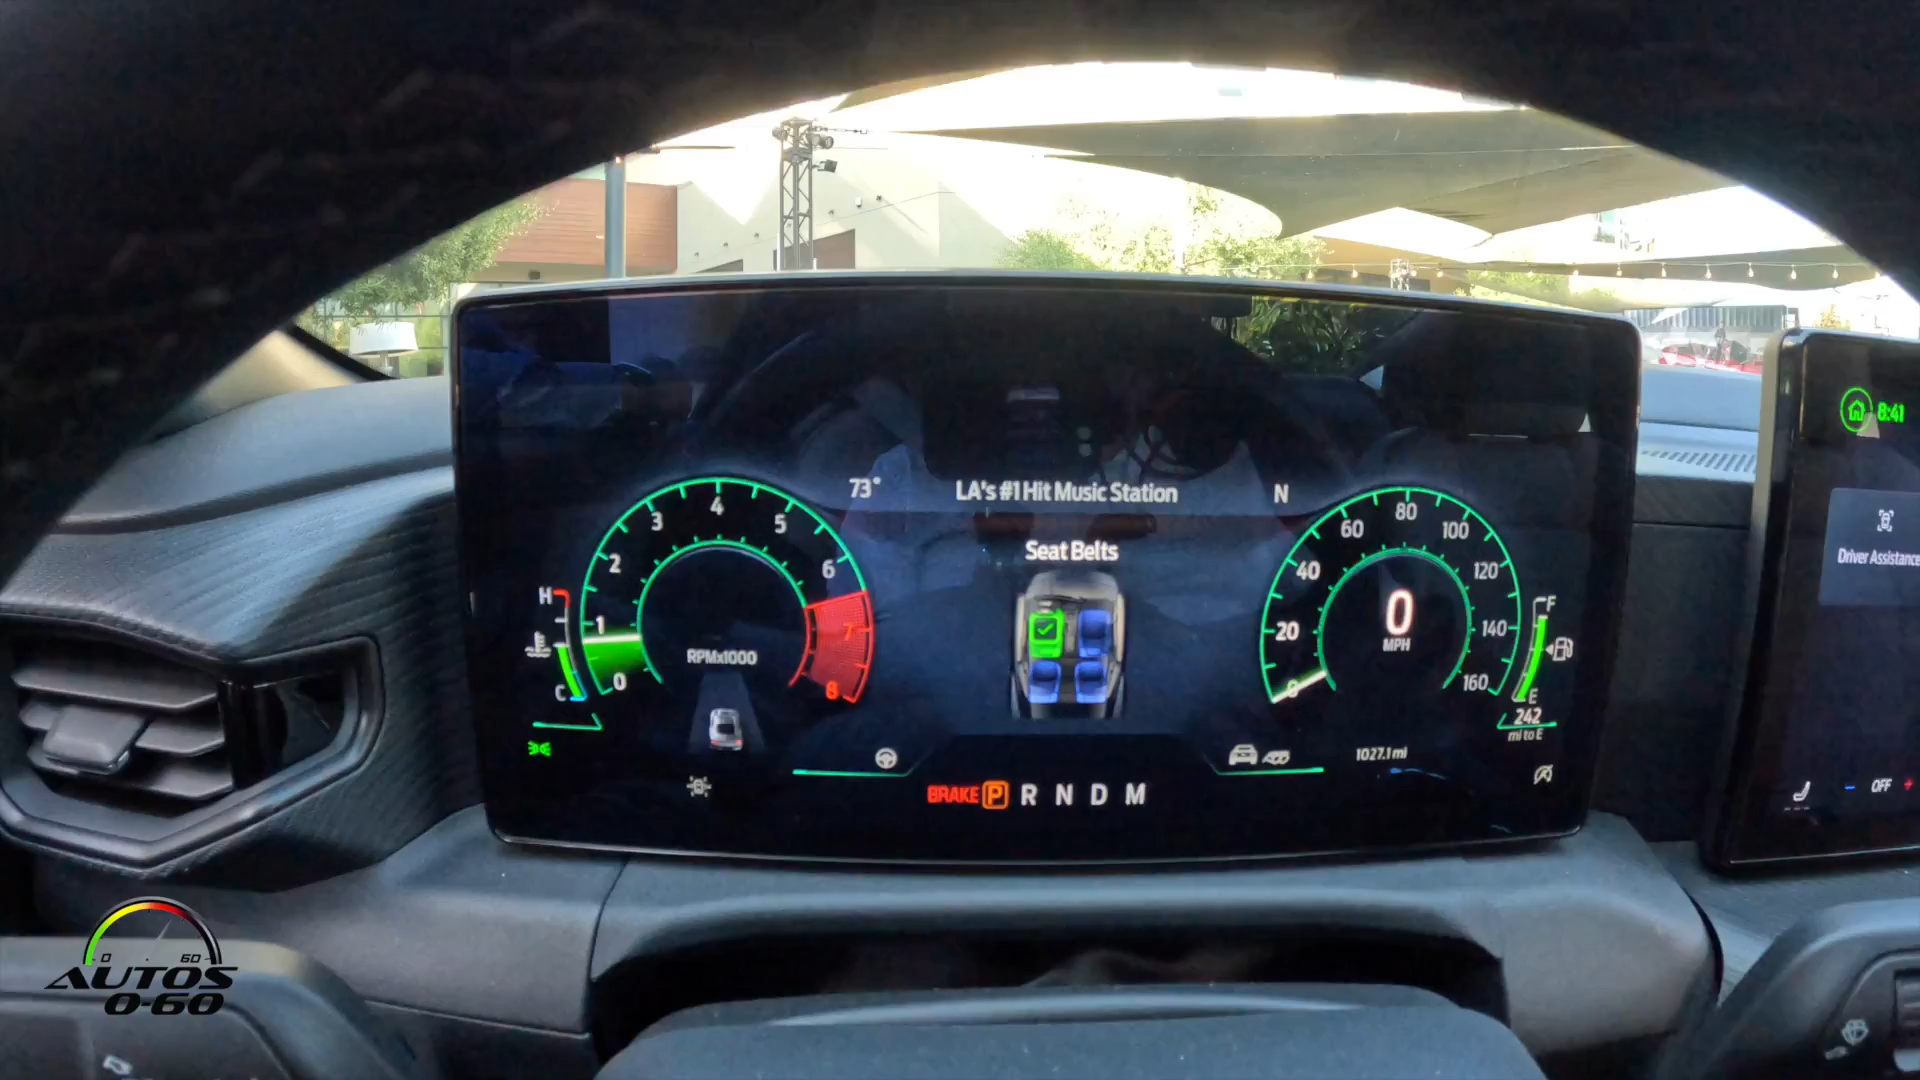 8:41
73°
LA's #1 Hit Music Station
N
Seat Belts
0
1
2
3
4
5
6
7
8
RPMx1000
H
C
0
20
40
60
80
100
120
140
160
0
MPH
F
E
242
mi to E
1027.1 mi
BRAKE P R N D M
Driver Assistance
OFF
0 60
AUTOS
0-60